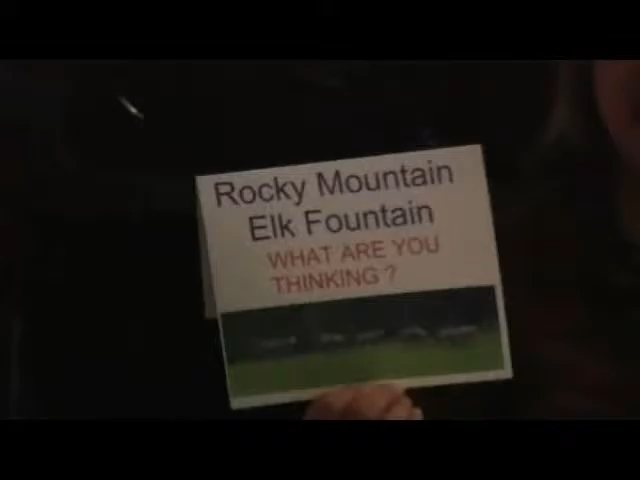 Rocky Mountain
Elk Fountain
WHAT ARE YOU
THINKING ?